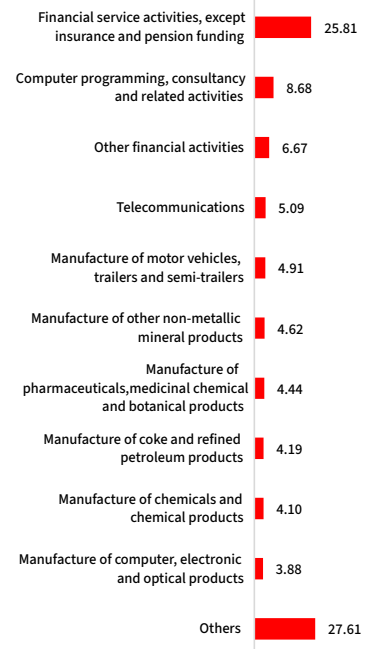 Financial service activities, except
insurance and pension funding
25.81
Computer programming, consultancy
and related activities
8.68
Other financial activities
6.67
Telecommunications
5.09
Manufacture of motor vehicles,
trailers and semi-trailers
4.91
Manufacture of other non-metallic
mineral products
4.62
Manufacture of
pharmaceuticals,medicinal chemical
and botanical products
4.44
Manufacture of coke and refined
petroleum products
4.19
Manufacture of chemicals and
chemical products
4.10
Manufacture of computer, electronic
and optical products
3.88
Others
27.61